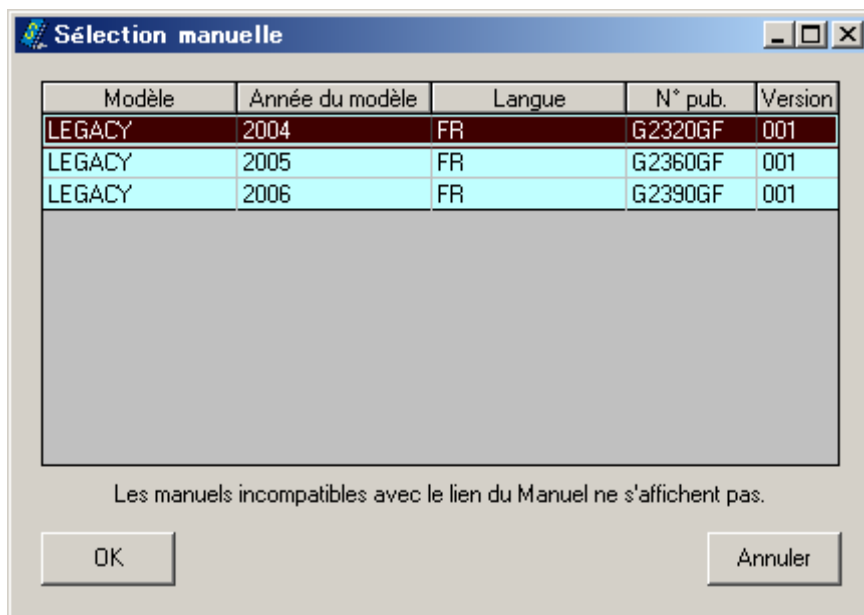 Sélection manuelle
Modèle Année du modèle Langue N° pub. Version
LEGACY 2004 FR G2320GF 001
LEGACY 2005 FR G2360GF 001
LEGACY 2006 FR G2390GF 001
Les manuels incompatibles avec le lien du Manuel ne s'affichent pas.
OK Annuler